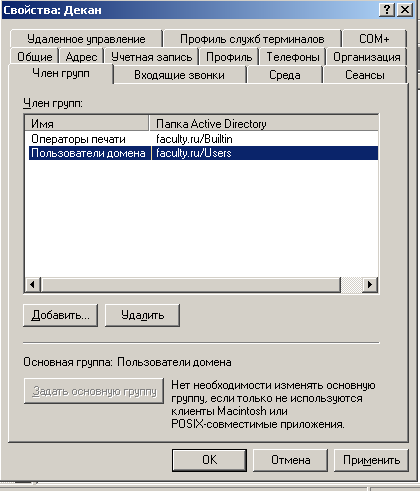 Свойства: Декан
Удаленное управление Профиль служб терминалов COM+
Общие Адрес Учетная запись Профиль Телефоны Организация
Член групп Входящие звонки Среда Сеансы
Член групп:
Имя Папка Active Directory
Операторы печати faculty.ru/Builtin
Пользователи домена faculty.ru/Users
Добавить... Удалить
Основная группа: Пользователи домена
Задать основную группу
Нет необходимости изменять основную
группу, если только не используются
клиенты Macintosh или
POSIX-совместимые приложения.
OK Отмена Применить